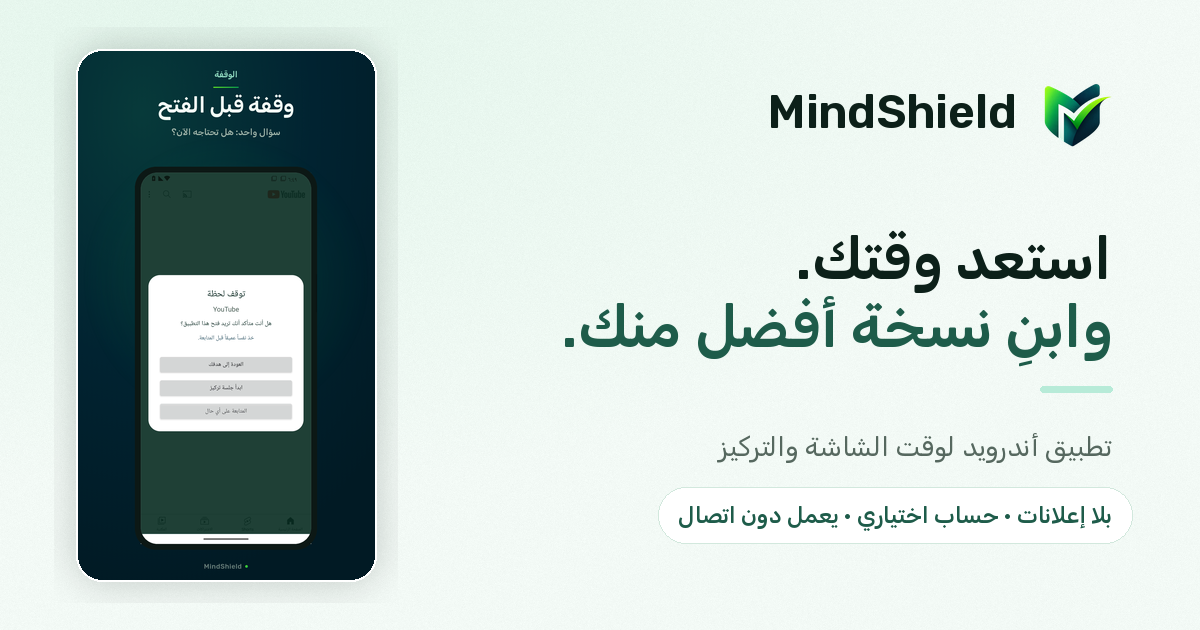 MindShield
استعد وقتك.
وابنِ نسخة أفضل منك.
تطبيق أندرويد لوقت الشاشة والتركيز
بلا إعلانات • حساب اختياري • يعمل دون اتصال
الوقفة
وقفة قبل الفتح
سؤال واحد: هل تحتاجه الآن؟
YouTube
توقف لحظة
YouTube
هل أنت متأكد أنك تريد فتح هذا التطبيق؟
خذ نفساً عميقاً قبل المتابعة.
العودة إلى هدفك
ابدأ جلسة تركيز
المتابعة على أي حال
MindShield